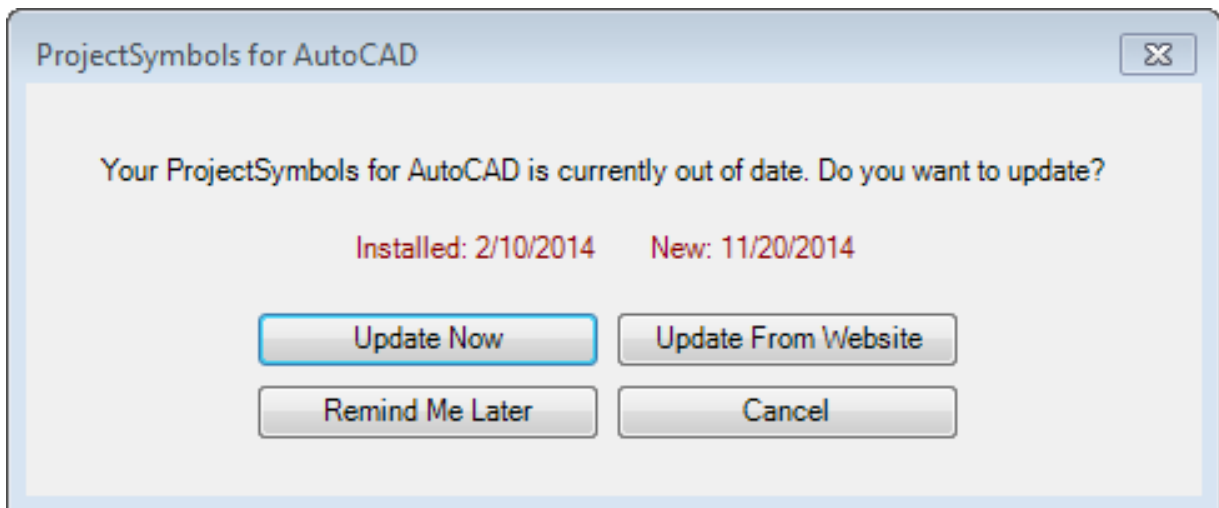 ProjectSymbols for AutoCAD
Your ProjectSymbols for AutoCAD is currently out of date. Do you want to update?
Installed: 2/10/2014 New: 11/20/2014
Update Now Update From Website
Remind Me Later Cancel